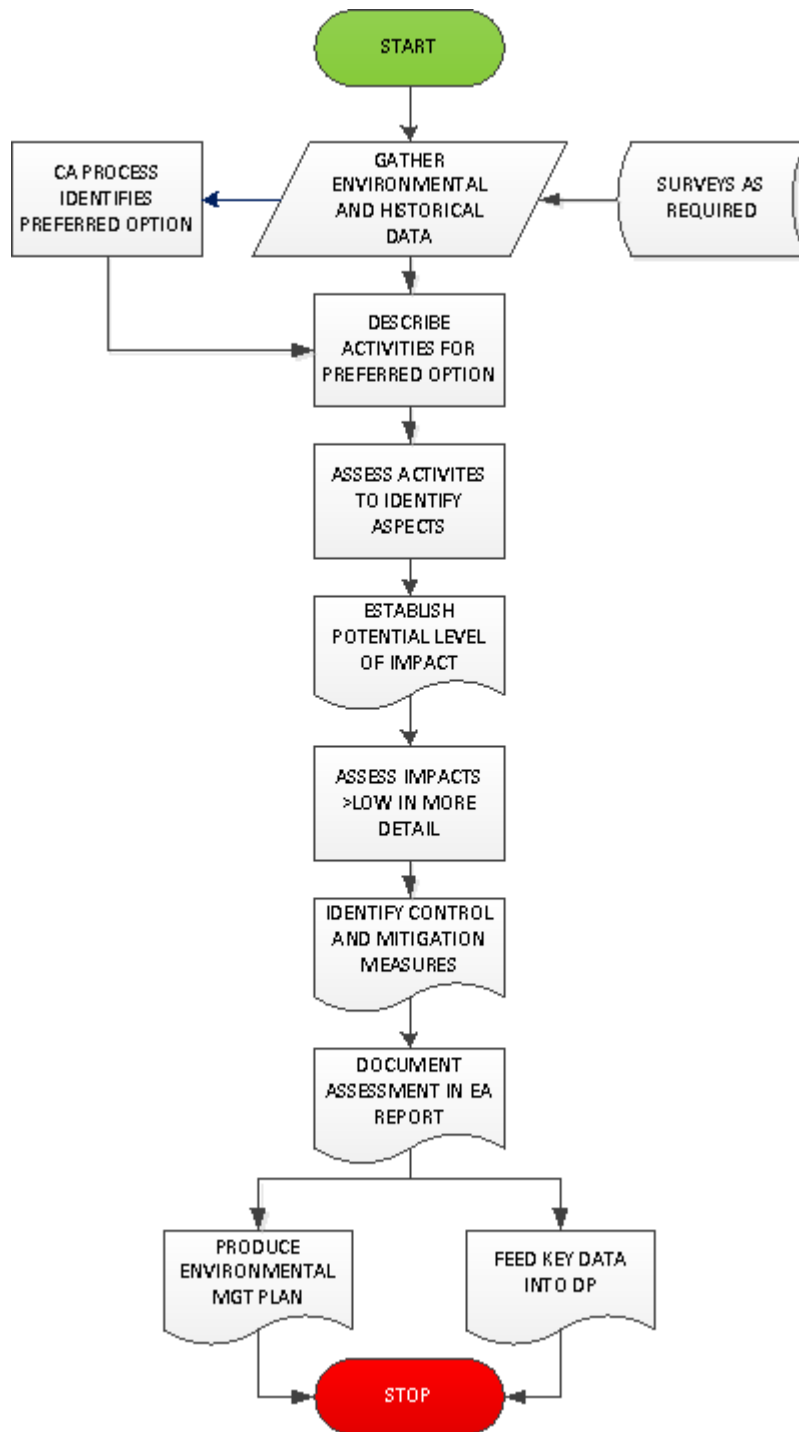 START
CA PROCESS
IDENTIFIES
PREFERRED OPTION
GATHER
ENVIRONMENTAL
AND HISTORICAL
DATA
SURVEYS AS
REQUIRED
DESCRIBE
ACTIVITIES FOR
PREFERRED OPTION
ASSESS ACTIVITES
TO IDENTIFY
ASPECTS
ESTABLISH
POTENTIAL LEVEL
OF IMPACT
ASSESS IMPACTS
>LOW IN MORE
DETAIL
IDENTIFY CONTROL
AND MITIGATION
MEASURES
DOCUMENT
ASSESSMENT IN EA
REPORT
PRODUCE
ENVIRONMENTAL
MGT PLAN
FEED KEY DATA
INTO DP
STOP